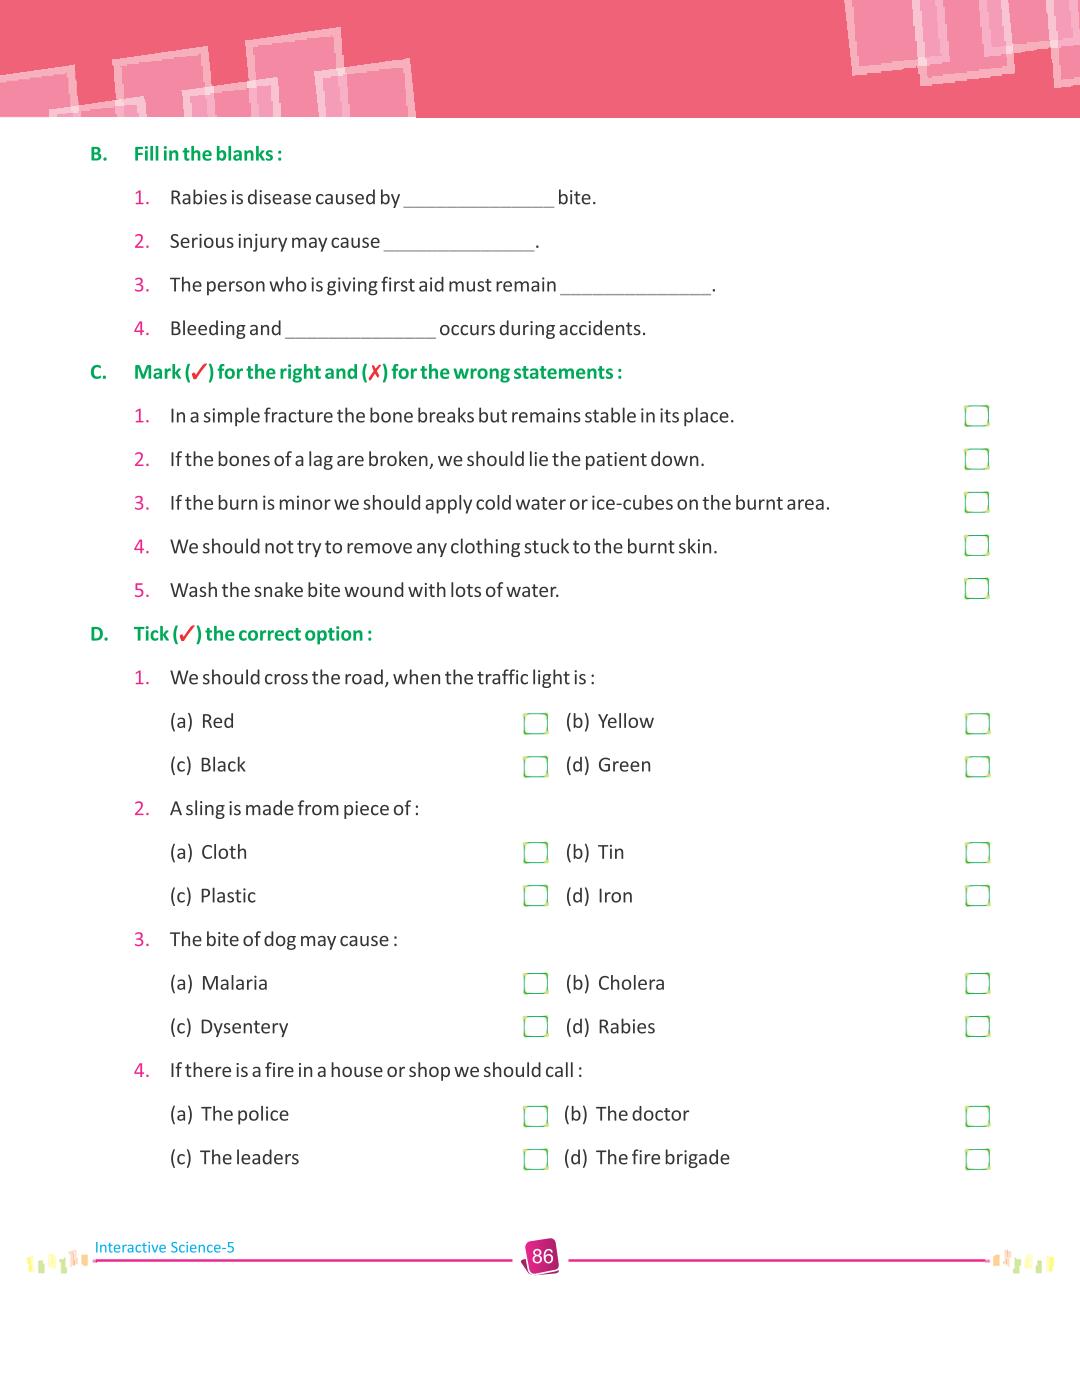 B. Fill in the blanks :
1. Rabies is disease caused by ______________ bite.
2. Serious injury may cause ______________.
3. The person who is giving first aid must remain ______________.
4. Bleeding and ______________ occurs during accidents.
C. Mark (✓) for the right and (✗) for the wrong statements :
1. In a simple fracture the bone breaks but remains stable in its place.
2. If the bones of a lag are broken, we should lie the patient down.
3. If the burn is minor we should apply cold water or ice-cubes on the burnt area.
4. We should not try to remove any clothing stuck to the burnt skin.
5. Wash the snake bite wound with lots of water.
D. Tick (✓) the correct option :
1. We should cross the road, when the traffic light is :
(a) Red (b) Yellow
(c) Black (d) Green
2. A sling is made from piece of :
(a) Cloth (b) Tin
(c) Plastic (d) Iron
3. The bite of dog may cause :
(a) Malaria (b) Cholera
(c) Dysentery (d) Rabies
4. If there is a fire in a house or shop we should call :
(a) The police (b) The doctor
(c) The leaders (d) The fire brigade
Interactive Science-5
86